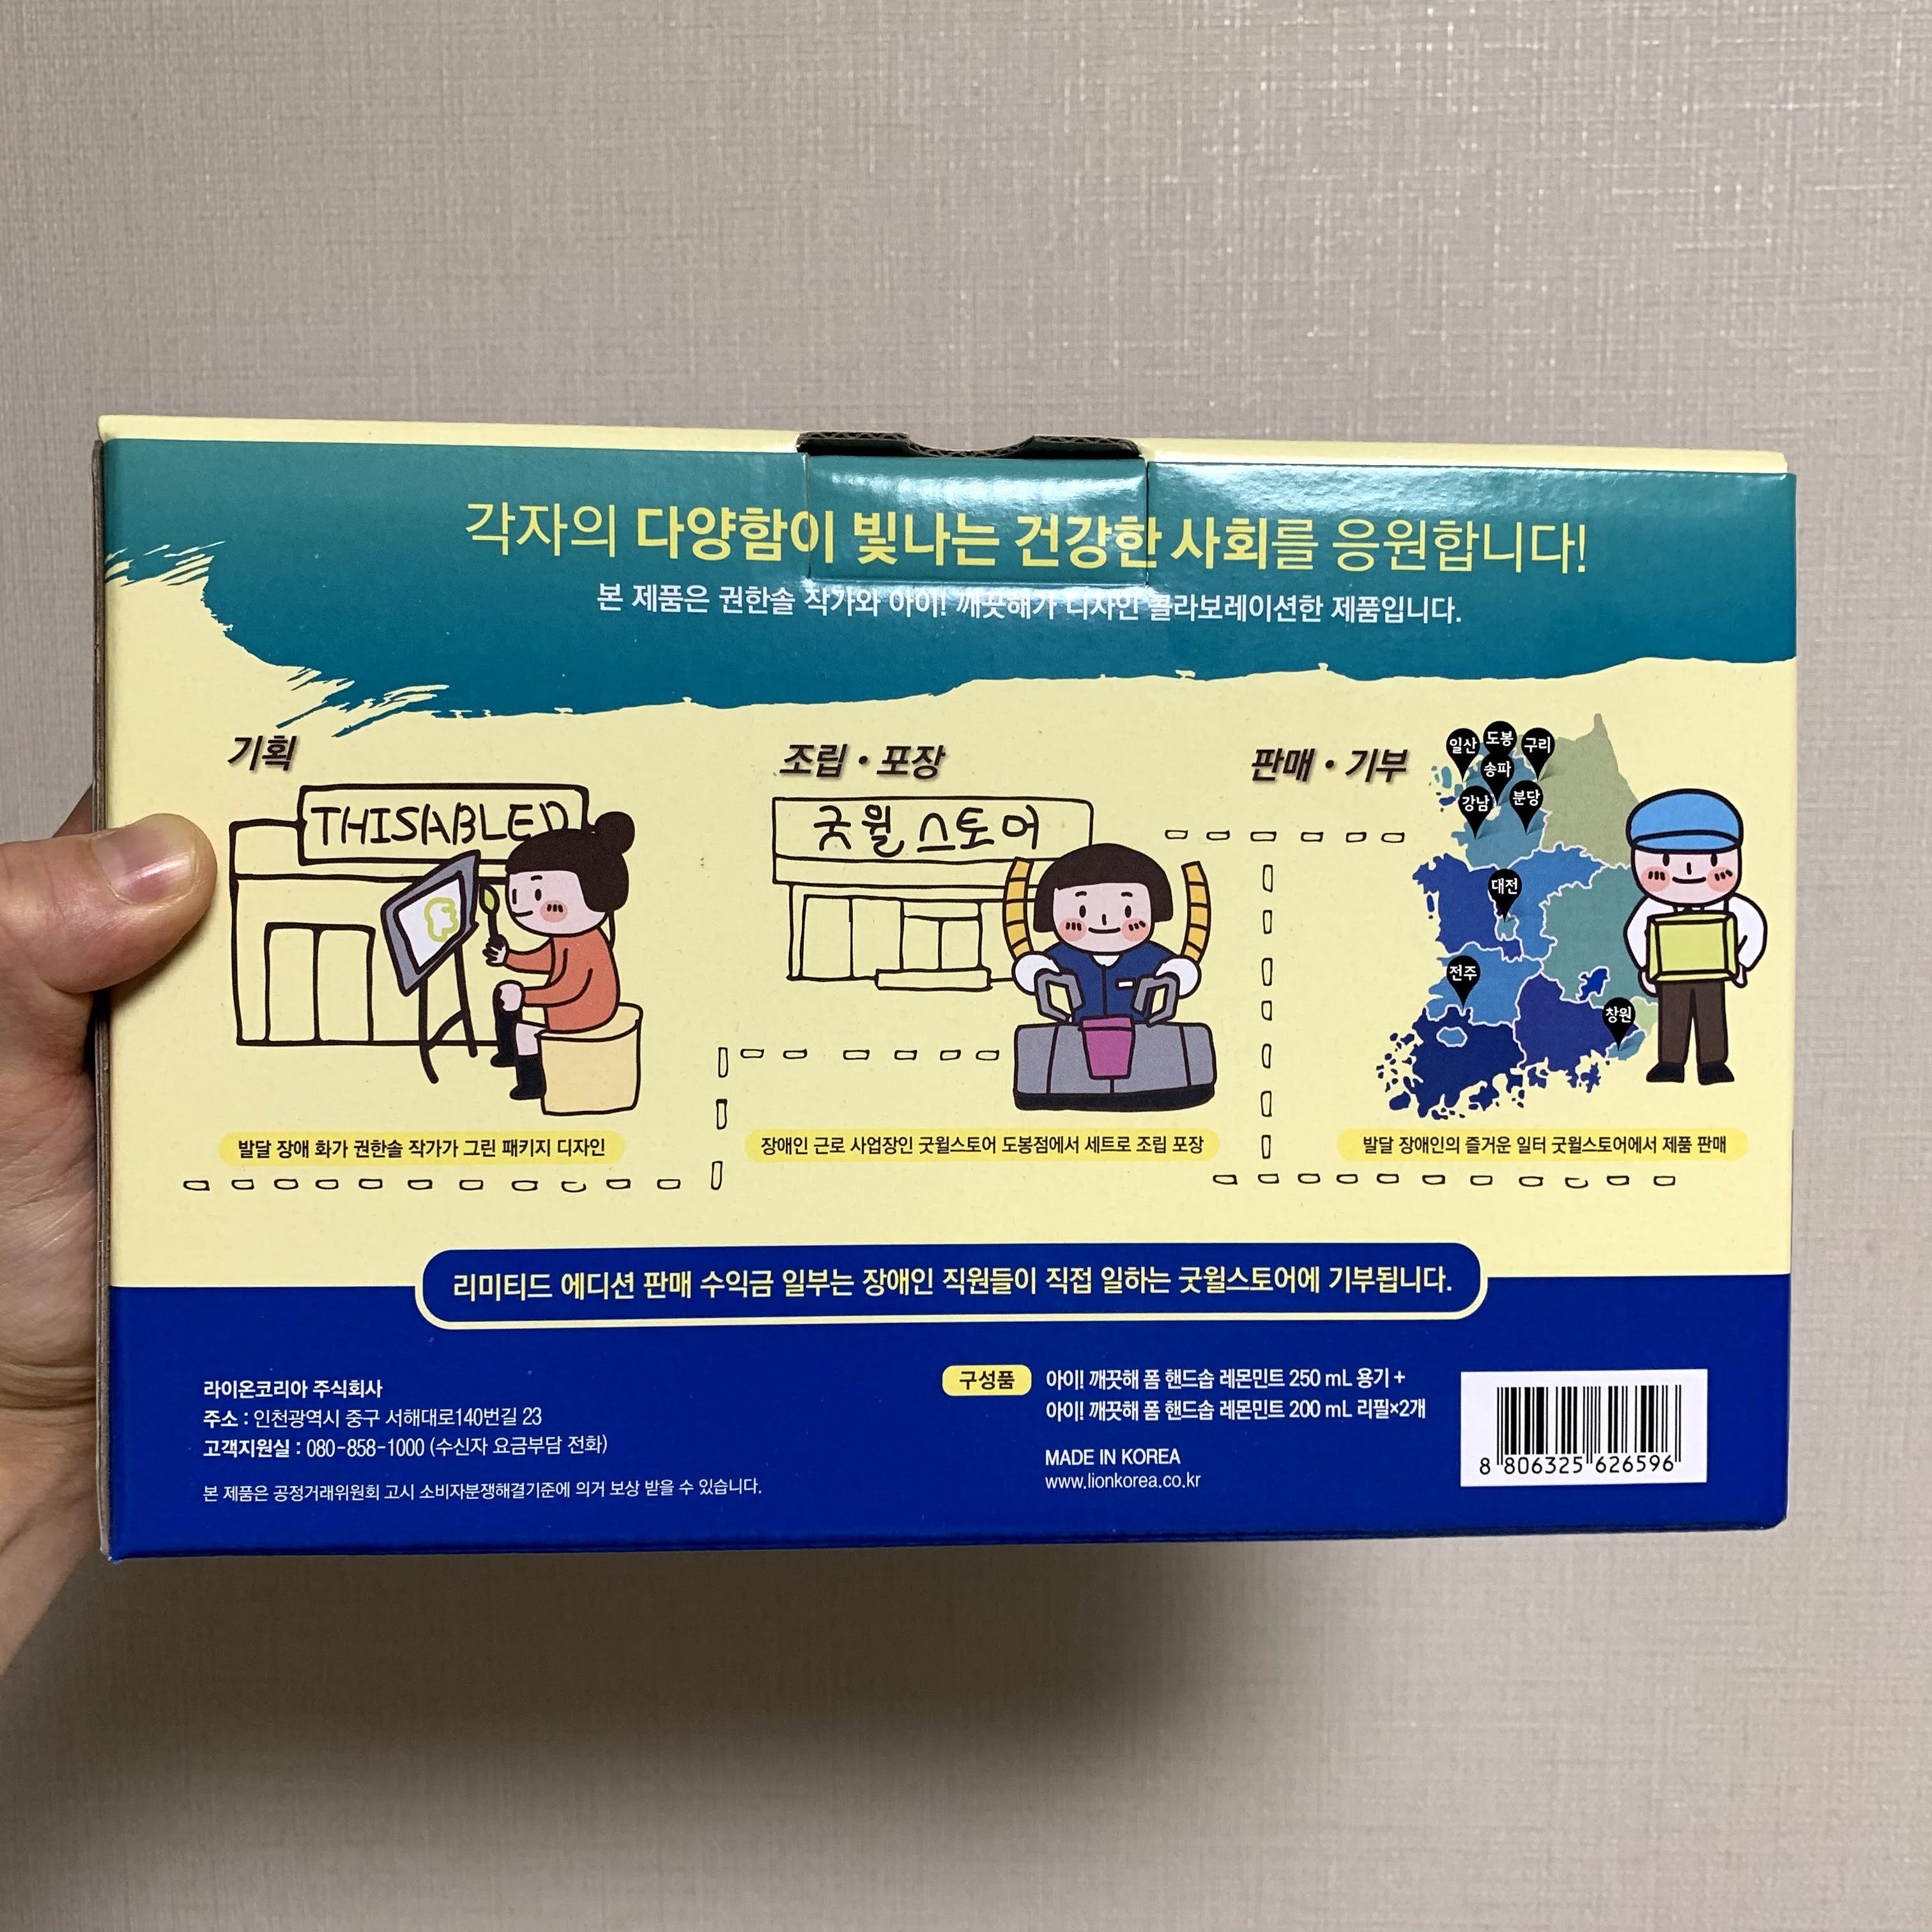 각자의 다양함이 빛나는 건강한 사회를 응원합니다!
본 제품은 권한솔 작가와 아이! 깨끗해가 디자인 콜라보레이션한 제품입니다.
기획
THISABLED
발달 장애 화가 권한솔 작가가 그린 패키지 디자인
조립・포장
굿윌스토어
장애인 근로 사업장인 굿윌스토어 도봉점에서 세트로 조립 포장
판매・기부
일산
도봉
구리
송파
강남
분당
대전
전주
창원
발달 장애인의 즐거운 일터 굿윌스토어에서 제품 판매
리미티드 에디션 판매 수익금 일부는 장애인 직원들이 직접 일하는 굿윌스토어에 기부됩니다.
라이온코리아 주식회사
주소 : 인천광역시 중구 서해대로140번길 23
고객지원실 : 080-858-1000 (수신자 요금부담 전화)
본 제품은 공정거래위원회 고시 소비자분쟁해결기준에 의거 보상 받을 수 있습니다.
구성품 아이! 깨끗해 폼 핸드솝 레몬민트 250 mL 용기 +
아이! 깨끗해 폼 핸드솝 레몬민트 200 mL 리필×2개
MADE IN KOREA
www.lionkorea.co.kr
8 806325 626596